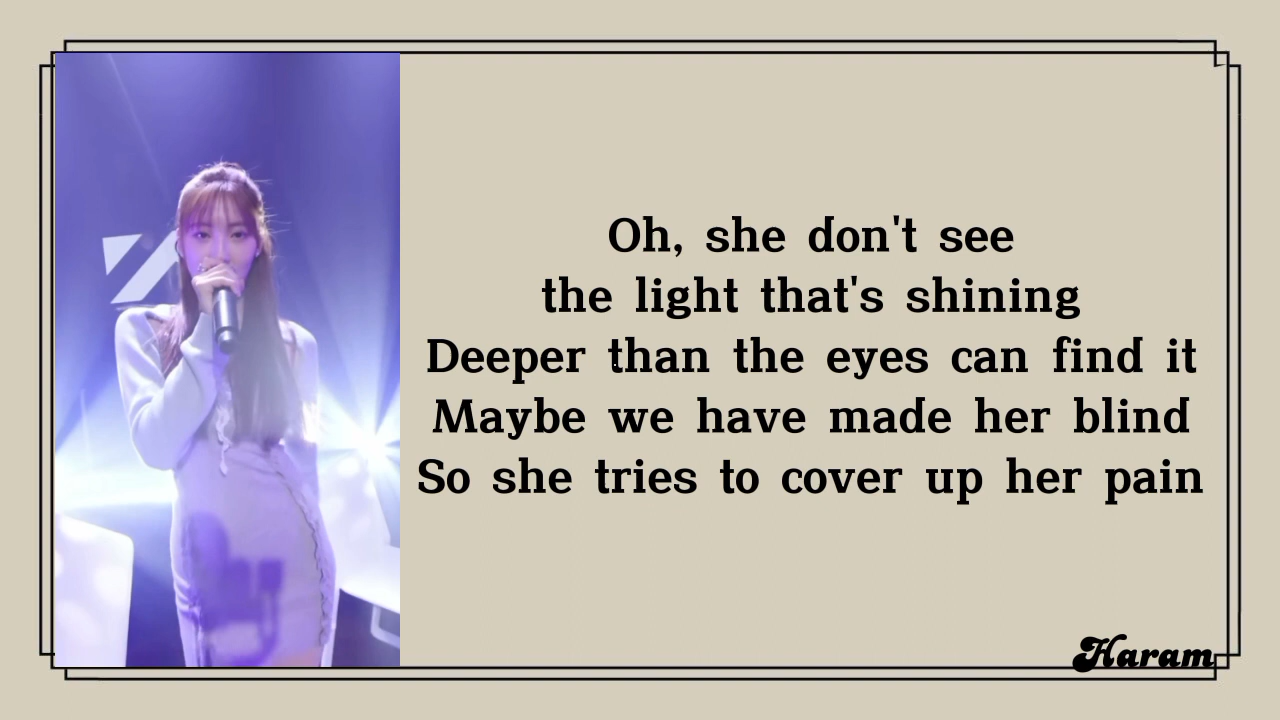 Oh, she don't see
the light that's shining
Deeper than the eyes can find it
Maybe we have made her blind
So she tries to cover up her pain
Haram